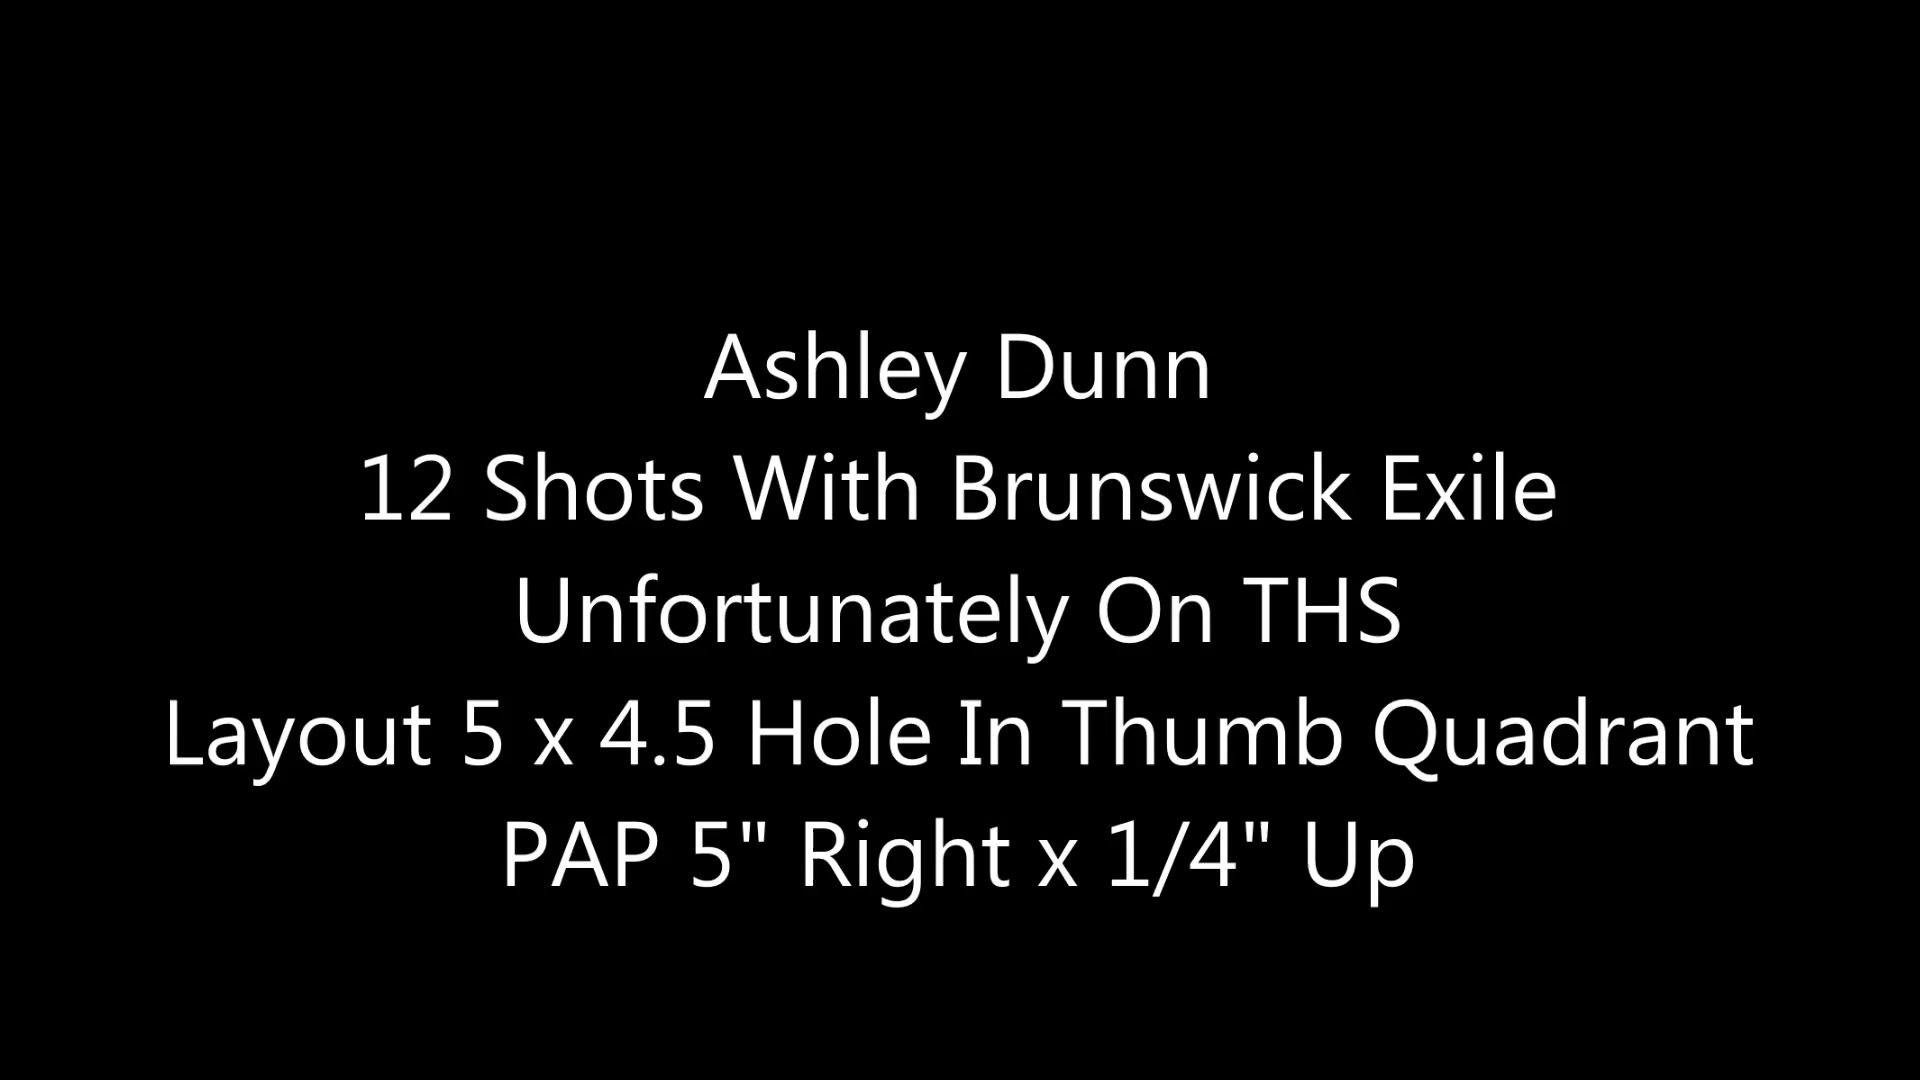 Ashley Dunn
12 Shots With Brunswick Exile
Unfortunately On THS
Layout 5 x 4.5 Hole In Thumb Quadrant
PAP 5" Right x 1/4" Up